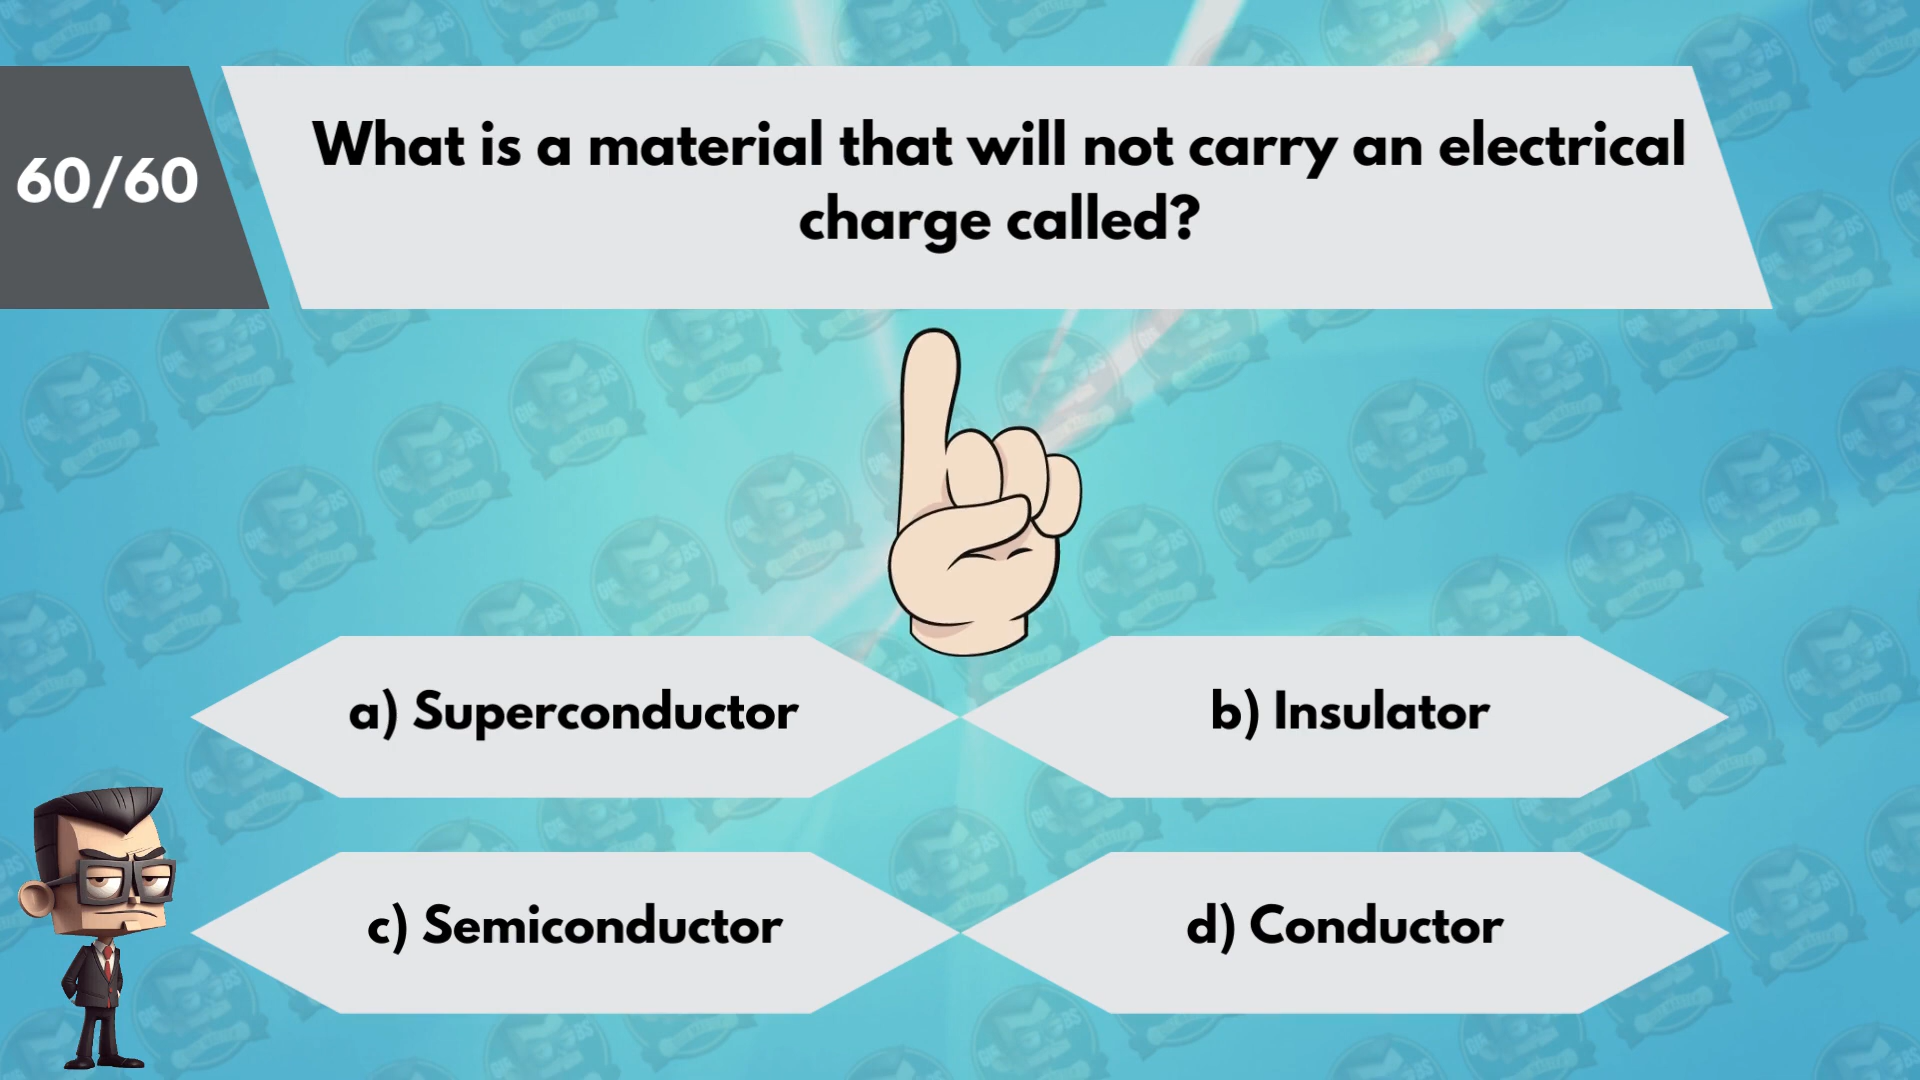 60/60
What is a material that will not carry an electrical
charge called?
a) Superconductor
b) Insulator
c) Semiconductor
d) Conductor